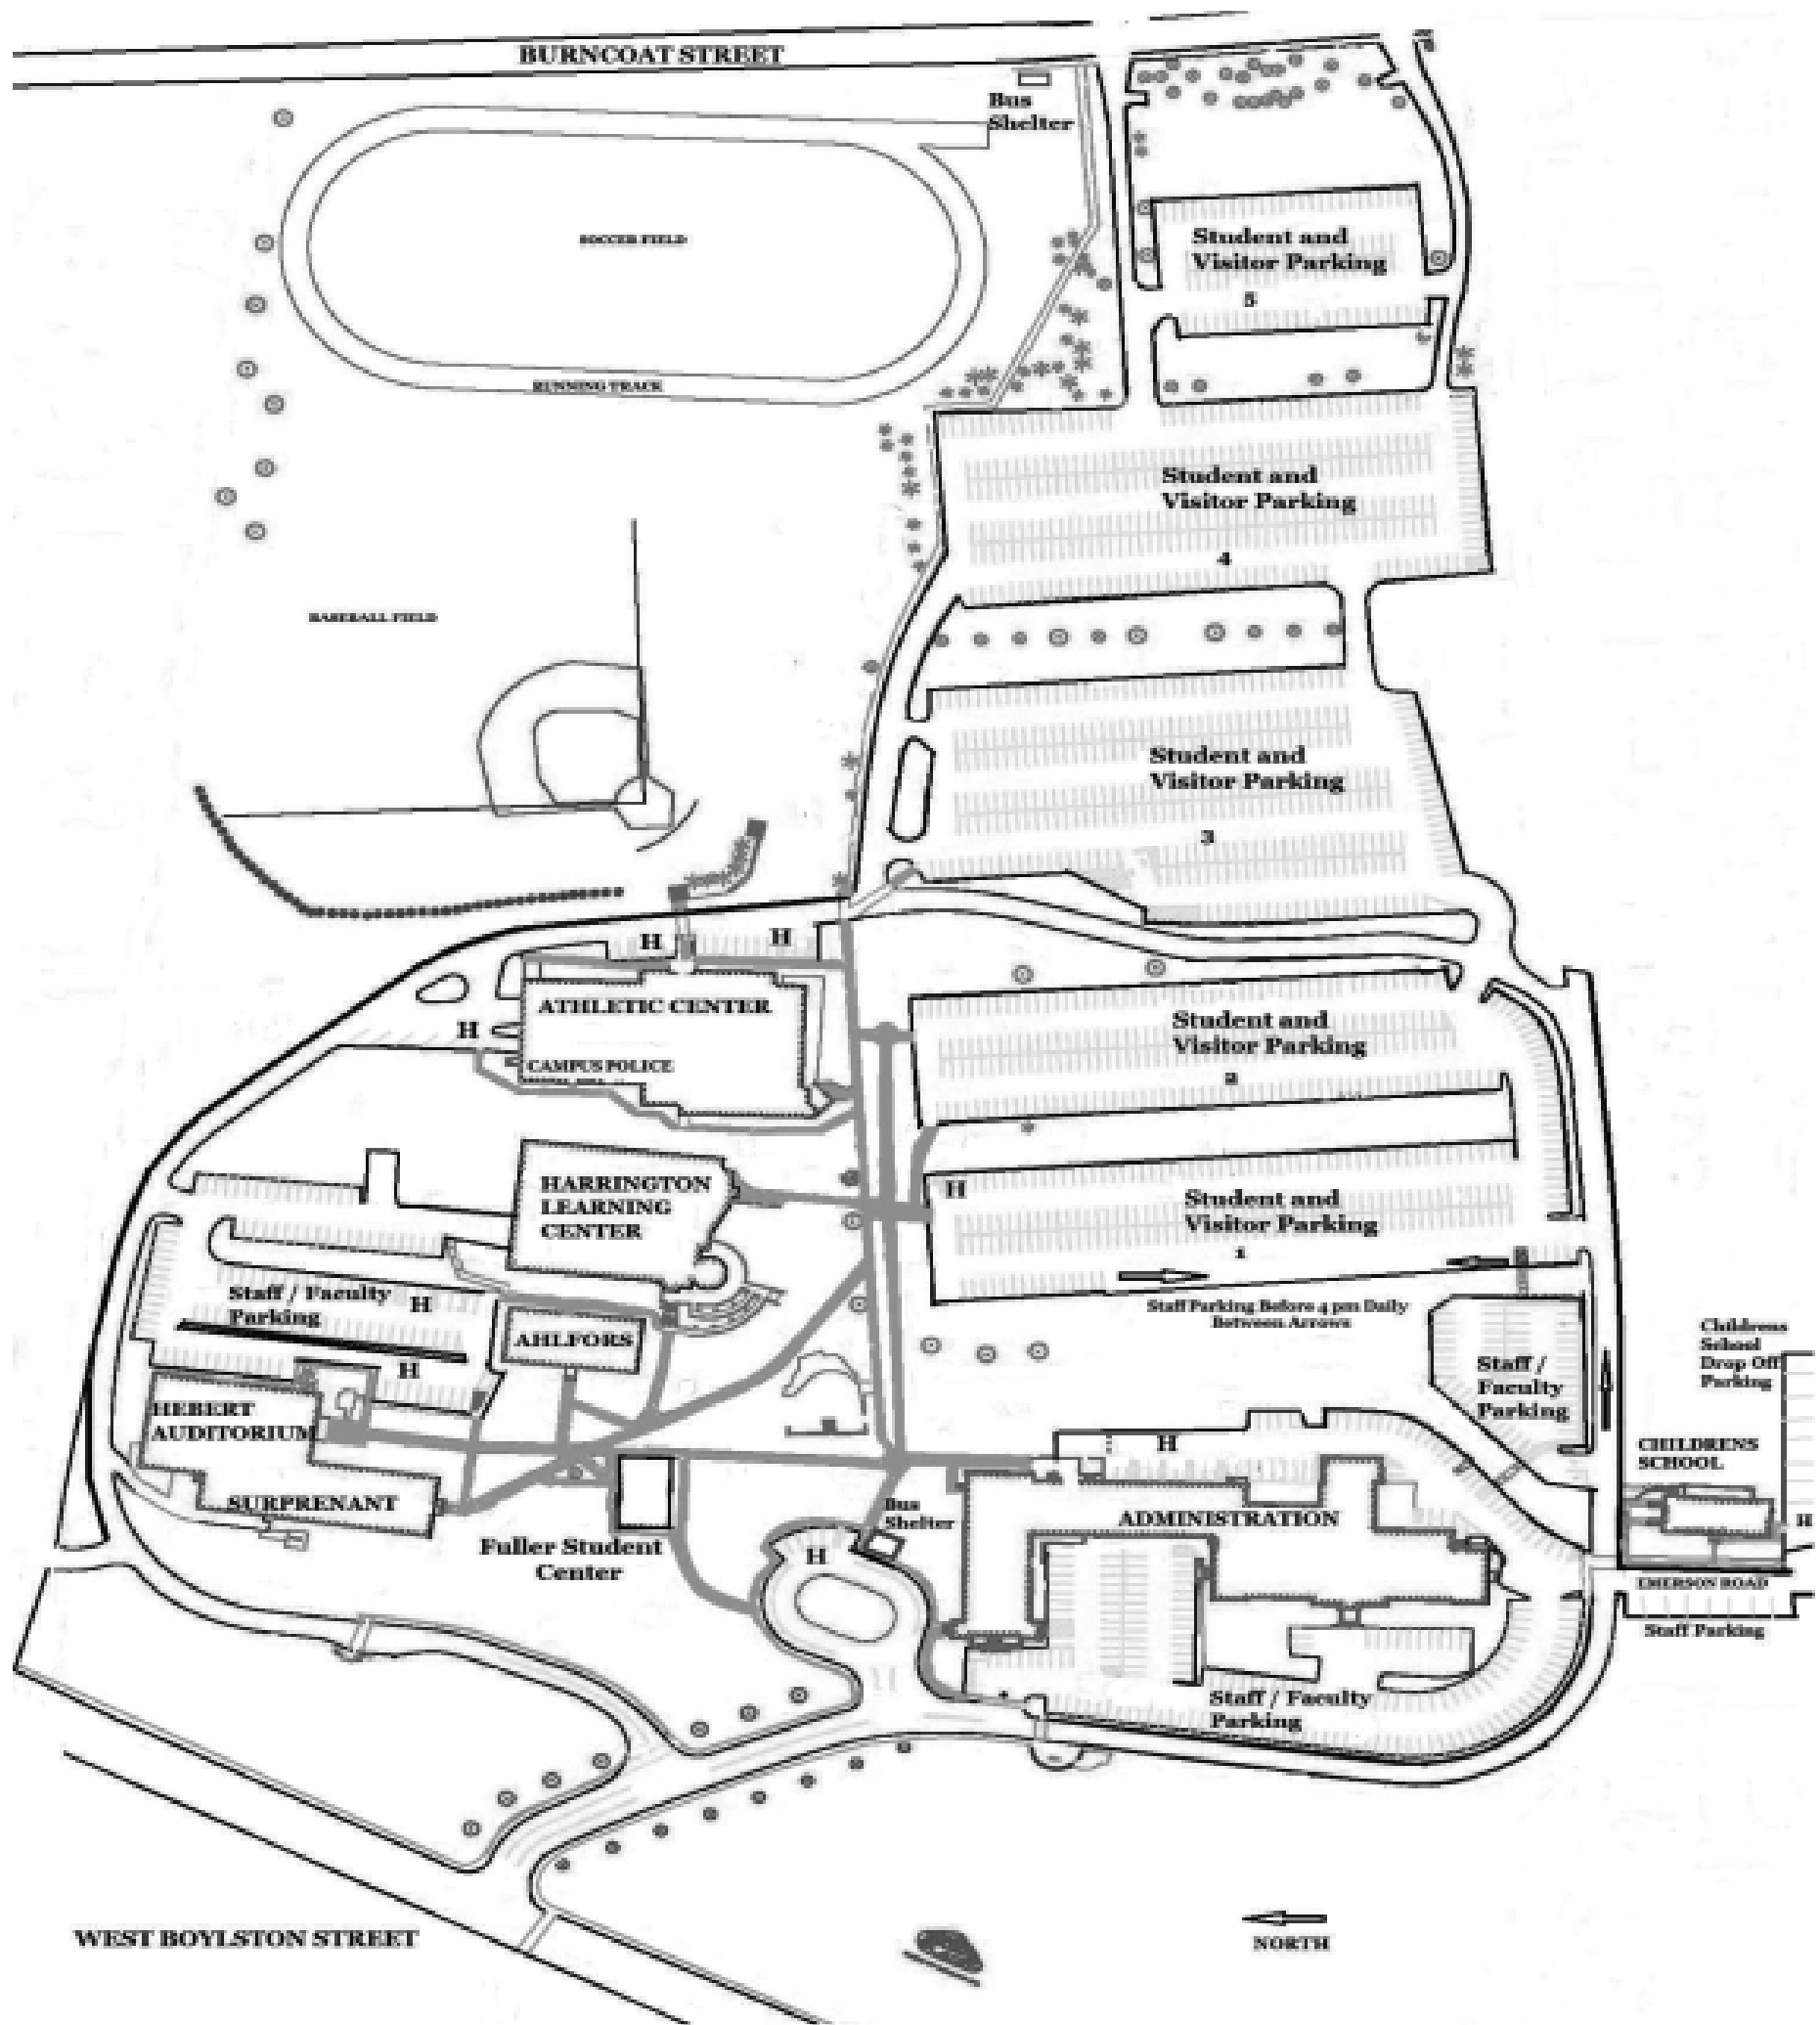 BURNCOAT STREET
Bus
Shelter
SOCCER FIELD
Student and
Visitor Parking
5
RUNNING TRACK
Student and
Visitor Parking
4
BASEBALL FIELD
Student and
Visitor Parking
3
H
H
ATHLETIC CENTER
H
CAMPUS POLICE
Student and
Visitor Parking
2
HARRINGTON
LEARNING
CENTER
H
Student and
Visitor Parking
1
Staff / Faculty
Parking
H
Staff Parking Before 4 pm Daily
Between Arrows
AHLFORS
H
Staff /
Faculty
Parking
Childrens
School
Drop Off
Parking
HEBERT
AUDITORIUM
H
CHILDRENS
SCHOOL
SURPRENANT
Fuller Student
Center
Bus
Shelter
H
ADMINISTRATION
H
EMERSON ROAD
Staff Parking
Staff / Faculty
Parking
WEST BOYLSTON STREET
NORTH